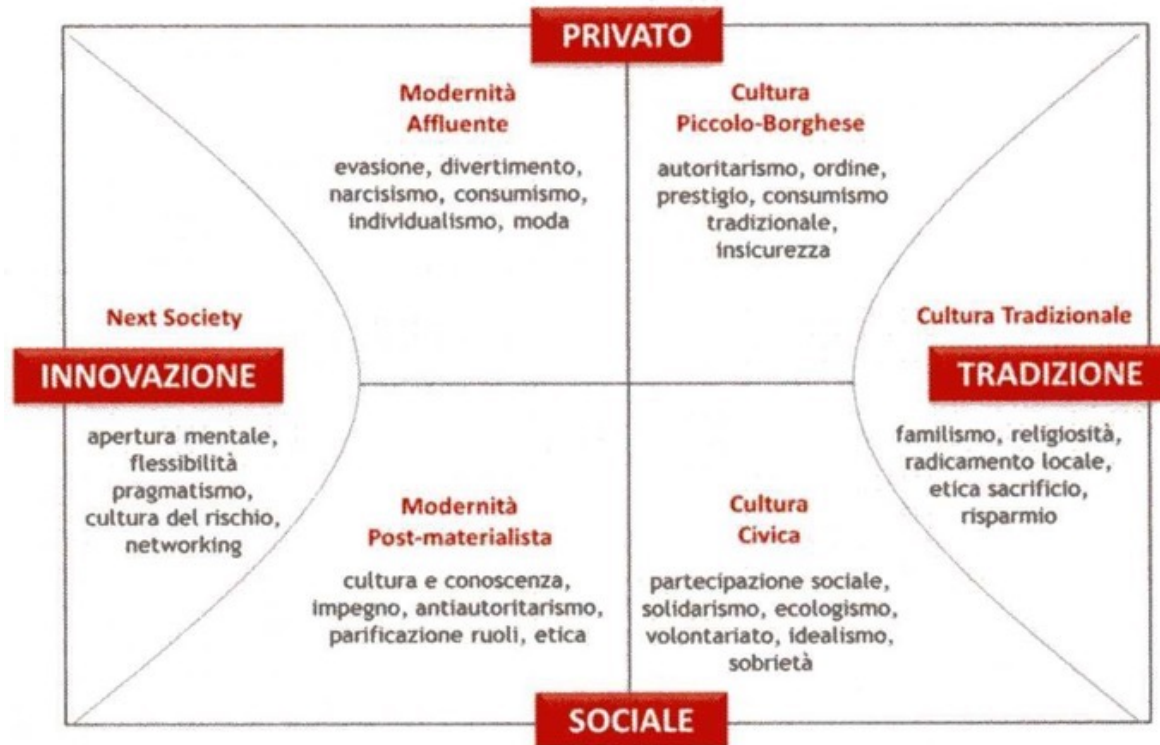 PRIVATO
Modernità
Affluente
evasione, divertimento,
narcisismo, consumismo,
individualismo, moda
Cultura
Piccolo-Borghese
autoritarismo, ordine,
prestigio, consumismo
tradizionale,
insicurezza
Next Society
INNOVAZIONE
apertura mentale,
flessibilità
pragmatismo,
cultura del rischio,
networking
Cultura Tradizionale
TRADIZIONE
familismo, religiosità,
radicamento locale,
etica sacrificio,
risparmio
Modernità
Post-materialista
cultura e conoscenza,
impegno, antiautoritarismo,
parificazione ruoli, etica
Cultura
Civica
partecipazione sociale,
solidarismo, ecologismo,
volontariato, idealismo,
sobrietà
SOCIALE